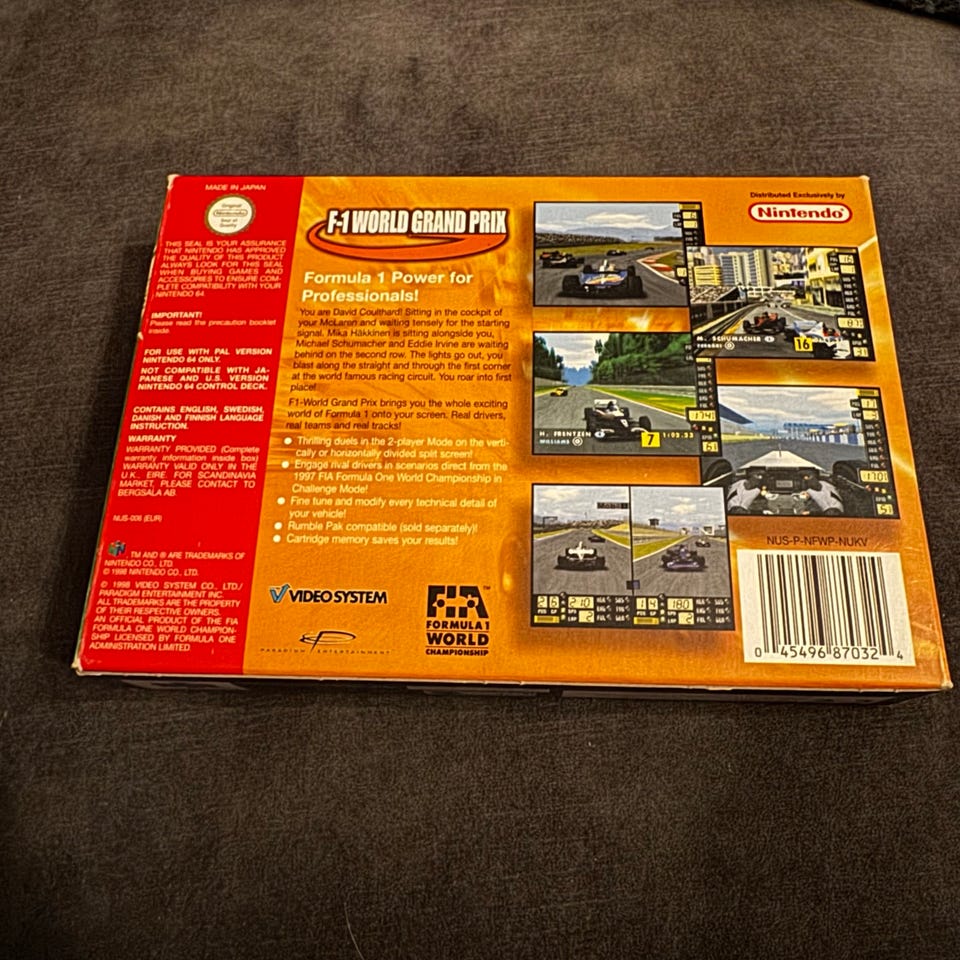 MADE IN JAPAN
Original
Nintendo
Seal of
Quality
THIS SEAL IS YOUR ASSURANCE
THAT NINTENDO HAS APPROVED
THE QUALITY OF THIS PRODUCT
ALWAYS LOOK FOR THIS SEAL
WHEN BUYING GAMES AND
ACCESSORIES TO ENSURE COM-
PLETE COMPATIBILITY WITH YOUR
NINTENDO 64.
IMPORTANT!
Please read the precaution booklet
inside
FOR USE WITH PAL VERSION
NINTENDO 64 ONLY.
NOT COMPATIBLE WITH JA-
PANESE AND U.S. VERSION
NINTENDO 64 CONTROL DECK.
CONTAINS ENGLISH, SWEDISH,
DANISH AND FINNISH LANGUAGE
INSTRUCTION.
WARRANTY
WARRANTY PROVIDED (Complete
warranty information inside box)
WARRANTY VALID ONLY IN THE
U.K., EIRE. FOR SCANDINAVIA
MARKET, PLEASE CONTACT TO
BERGSALA AB.
NUS-006 (EUR)
TM AND ® ARE TRADEMARKS OF
NINTENDO CO., LTD.
© 1998 NINTENDO CO., LTD.
© 1998 VIDEO SYSTEM CO., LTD./
PARADIGM ENTERTAINMENT INC.
ALL TRADEMARKS ARE THE PROPERTY
OF THEIR RESPECTIVE OWNERS.
AN OFFICIAL PRODUCT OF THE FIA
FORMULA ONE WORLD CHAMPION-
SHIP LICENSED BY FORMULA ONE
ADMINISTRATION LIMITED
F-1 WORLD GRAND PRIX
Formula 1 Power for
Professionals!
You are David Coulthard! Sitting in the cockpit of
your McLaren and waiting tensely for the starting
signal. Mika Häkkinen is sitting alongside you,
Michael Schumacher and Eddie Irvine are waiting
behind on the second row. The lights go out, you
blast along the straight and through the first corner
at the world famous racing circuit. You roar into first
place!
F1-World Grand Prix brings you the whole exciting
world of Formula 1 onto your screen. Real drivers,
real teams and real tracks!
● Thrilling duels in the 2-player Mode on the verti-
cally or horizontally divided split screen!
● Engage rival drivers in scenarios direct from the
1997 FIA Formula One World Championship in
Challenge Mode!
● Fine tune and modify every technical detail of
your vehicle!
● Rumble Pak compatible (sold separately)!
● Cartridge memory saves your results!
VIDEO SYSTEM
PARADIGM ENTERTAINMENT
FIA™
FORMULA 1
WORLD
CHAMPIONSHIP
Distributed Exclusively by
Nintendo®
M. SCHUMACHER
FERRARI
16
H. FRENTZEN
WILLIAMS
7
1:03.53
174
61
170
51
26
210
14
180
NUS-P-NFWP-NUKV
0 45496 87032 4